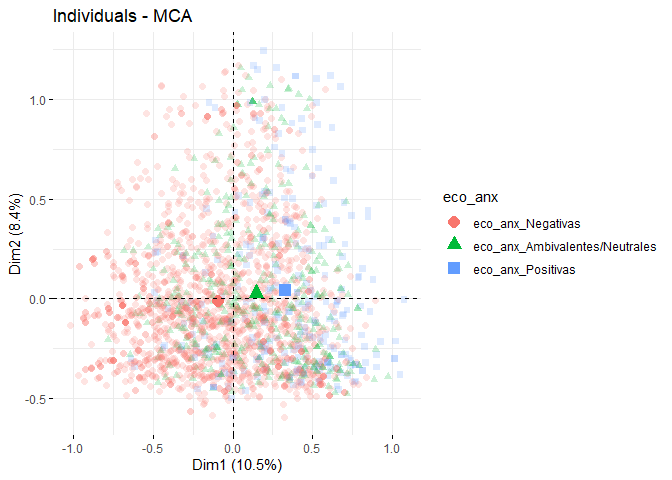 Individuals - MCA
1.0
0.5
0.0
-0.5
Dim2 (8.4%)
-1.0
-0.5
0.0
0.5
1.0
Dim1 (10.5%)
eco_anx
eco_anx_Negativas
eco_anx_Ambivalentes/Neutrales
eco_anx_Positivas